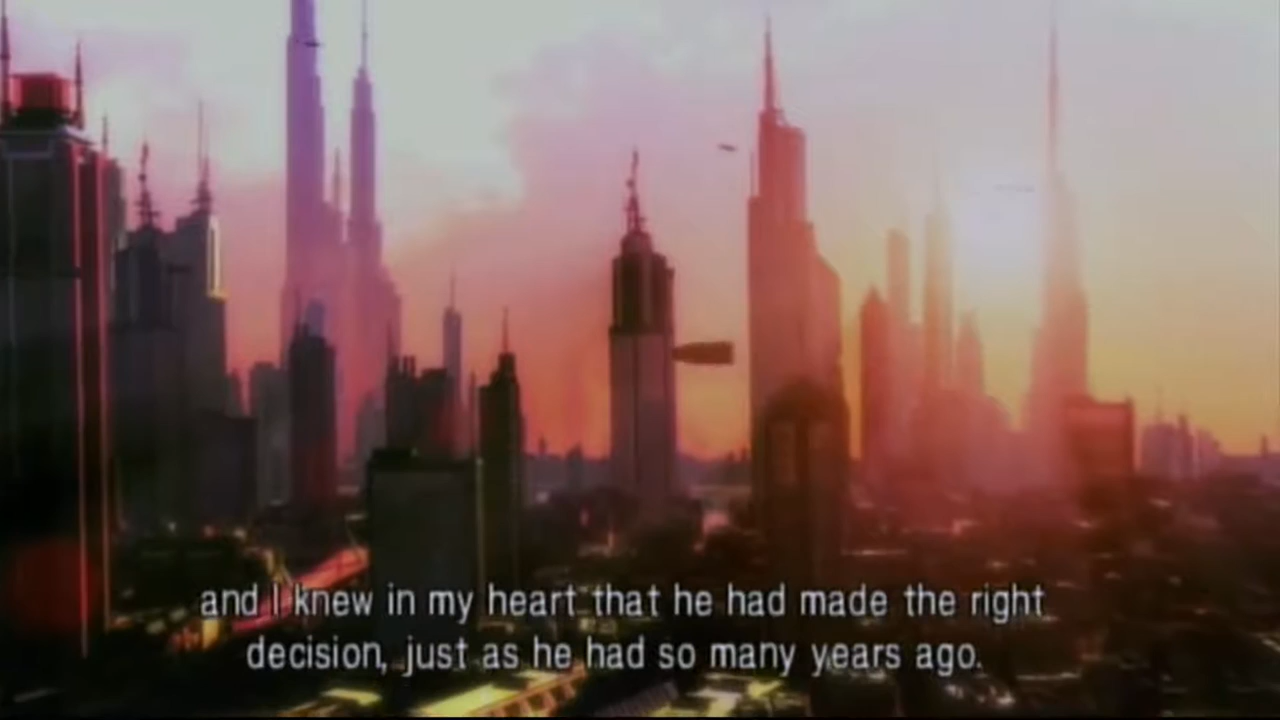 and I knew in my heart that he had made the right
decision, just as he had so many years ago.